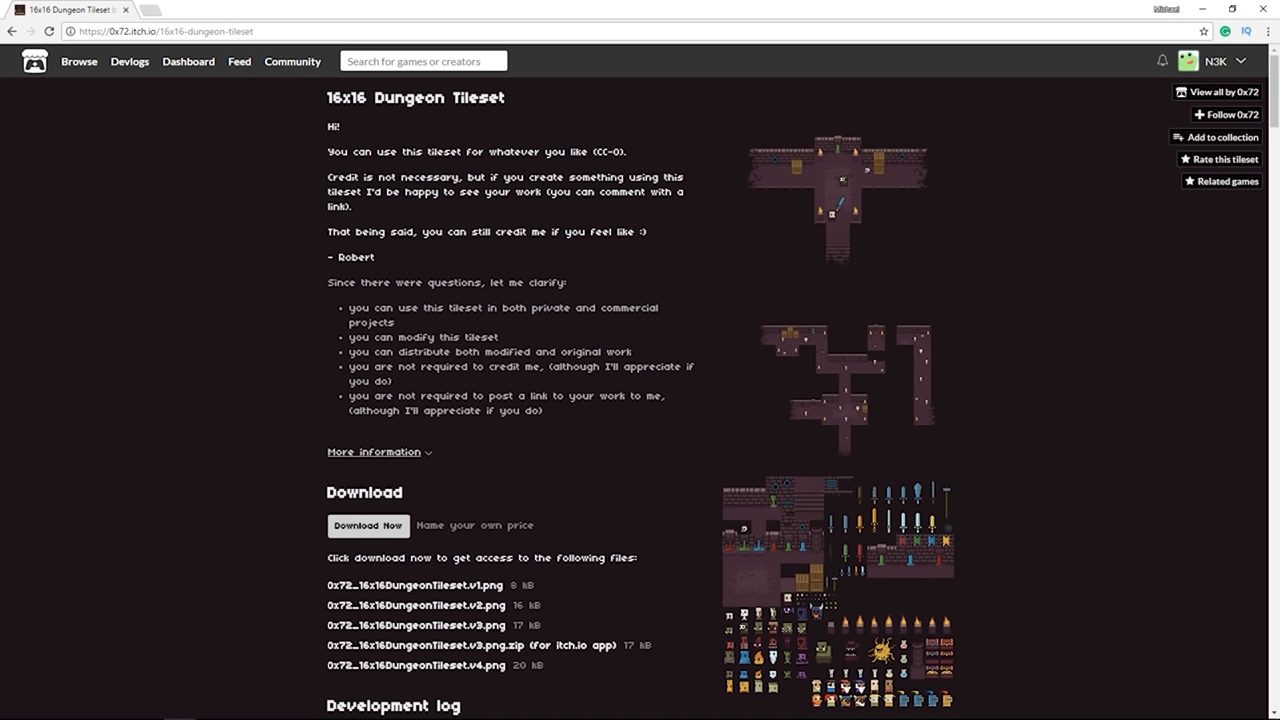 16x16 Dungeon Tileset b
Michael
https://0x72.itch.io/16x16-dungeon-tileset
Browse Devlogs Dashboard Feed Community Search for games or creators N3K
View all by 0x72
Follow 0x72
Add to collection
Rate this tileset
Related games
16x16 Dungeon Tileset
Hi!
You can use this tileset for whatever you like (CC-0).
Credit is not necessary, but if you create something using this
tileset I'd be happy to see your work (you can comment with a
link).
That being said, you can still credit me if you feel like :)
- Robert
Since there were questions, let me clarify:
• you can use this tileset in both private and commercial
projects
• you can modify this tileset
• you can distribute both modified and original work
• you are not required to credit me, (although I'll appreciate if
you do)
• you are not required to post a link to your work to me,
(although I'll appreciate if you do)
More information
Download
Download Now Name your own price
Click download now to get access to the following files:
0x72_16x16DungeonTileset.v1.png 8 kB
0x72_16x16DungeonTileset.v2.png 16 kB
0x72_16x16DungeonTileset.v3.png 17 kB
0x72_16x16DungeonTileset.v3.png.zip (for itch.io app) 17 kB
0x72_16x16DungeonTileset.v4.png 20 kB
Development log